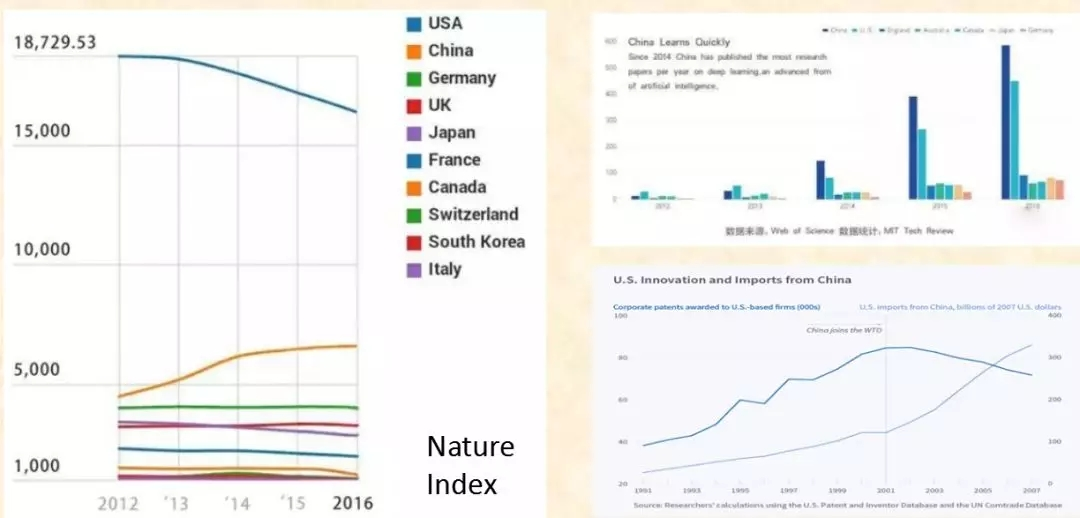 18,729.53
15,000
10,000
5,000
1,000
2012 '13 '14 '15 2016
USA
China
Germany
UK
Japan
France
Canada
Switzerland
South Korea
Italy
Nature
Index
China U.S. England Australia Canada Japan Germany
China Learns Quickly
Since 2014 China has published the most research
papers per year on deep learning,an advanced from
of artificial intelligence.
600
500
400
300
200
100
0
2012 2013 2014 2015
数据来源：Web of Science 数据统计：MIT Tech Review
U.S. Innovation and Imports from China
Corporate patents awarded to U.S.-based firms (000s) U.S. imports from China, billions of 2007 U.S. dollars
100 400
China joins the WTO
80 300
60 200
40 100
20 0
1991 1993 1995 1997 1999 2001 2003 2005 2007
Source: Researchers' calculations using the U.S. Patent and Inventor Database and the UN Comtrade Database